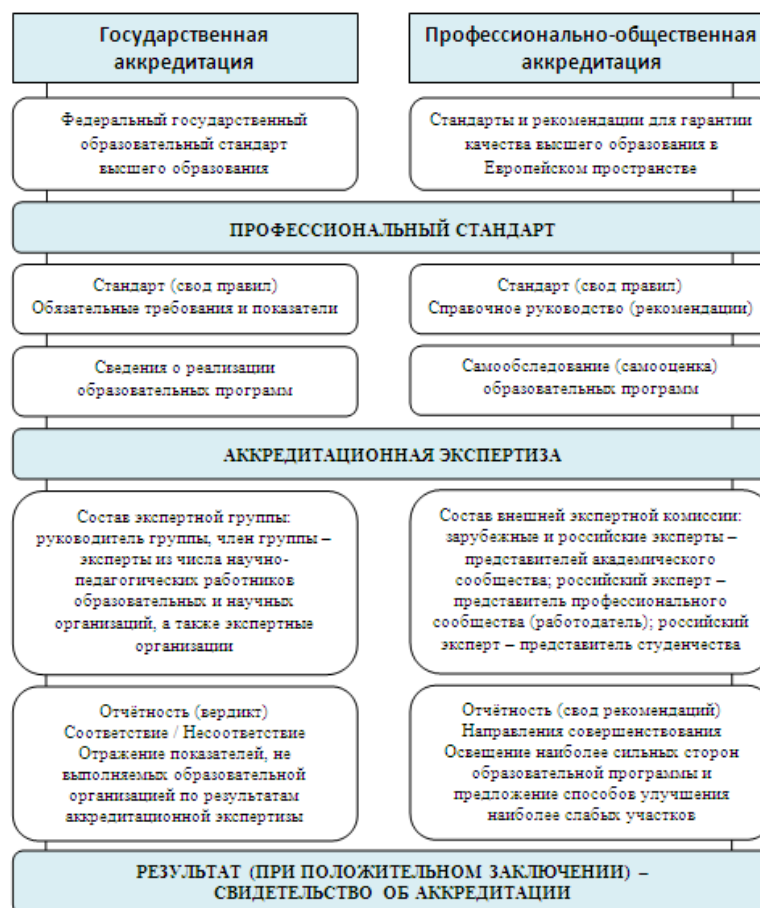 Государственная
аккредитация
Профессионально-общественная
аккредитация
Федеральный государственный
образовательный стандарт
высшего образования
Стандарты и рекомендации для гарантии
качества высшего образования в
Европейском пространстве
ПРОФЕССИОНАЛЬНЫЙ СТАНДАРТ
Стандарт (свод правил)
Обязательные требования и показатели
Стандарт (свод правил)
Справочное руководство (рекомендации)
Сведения о реализации
образовательных программ
Самообследование (самооценка)
образовательных программ
АККРЕДИТАЦИОННАЯ ЭКСПЕРТИЗА
Состав экспертной группы:
руководитель группы, член группы –
эксперты из числа научно-
педагогических работников
образовательных и научных
организаций, а также экспертные
организации
Состав внешней экспертной комиссии:
зарубежные и российские эксперты –
представителей академического
сообщества; российский эксперт –
представитель профессионального
сообщества (работодатель); российский
эксперт – представитель студенчества
Отчётность (вердикт)
Соответствие / Несоответствие
Отражение показателей, не
выполняемых образовательной
организацией по результатам
аккредитационной экспертизы
Отчётность (свод рекомендаций)
Направления совершенствования
Освещение наиболее сильных сторон
образовательной программы и
предложение способов улучшения
наиболее слабых участков
РЕЗУЛЬТАТ (ПРИ ПОЛОЖИТЕЛЬНОМ ЗАКЛЮЧЕНИИ) –
СВИДЕТЕЛЬСТВО ОБ АККРЕДИТАЦИИ